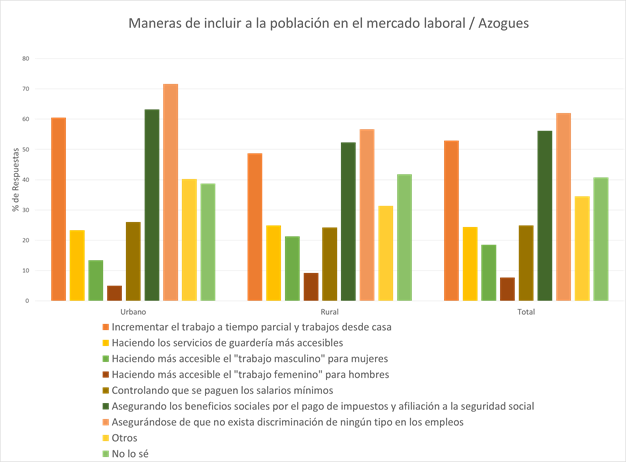 Maneras de incluir a la población en el mercado laboral / Azogues
% de Respuestas
80
70
60
50
40
30
20
10
0
Urbano
Rural
Total
Incrementar el trabajo a tiempo parcial y trabajos desde casa
Haciendo los servicios de guardería más accesibles
Haciendo más accesible el "trabajo masculino" para mujeres
Haciendo más accesible el "trabajo femenino" para hombres
Controlando que se paguen los salarios mínimos
Asegurando los beneficios sociales por el pago de impuestos y afiliación a la seguridad social
Asegurándose de que no exista discriminación de ningún tipo en los empleos
Otros
No lo sé